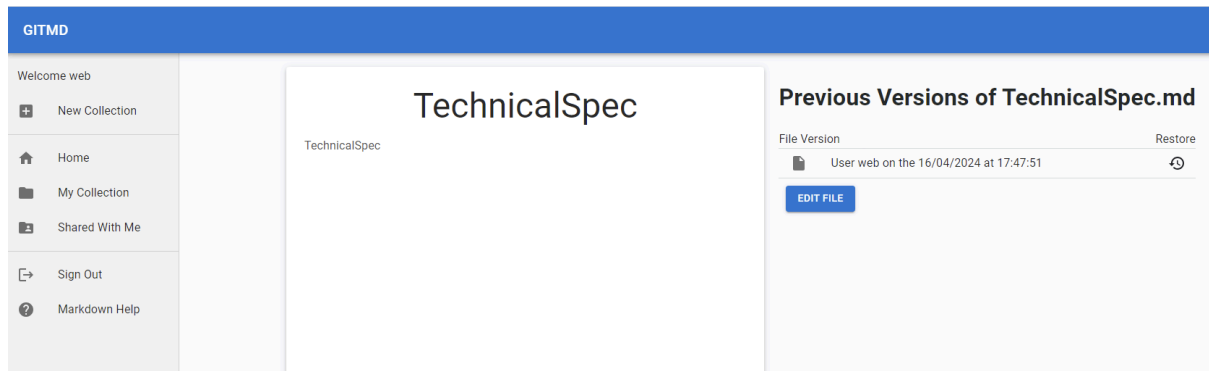 GITMD
Welcome web
New Collection
Home
My Collection
Shared With Me
Sign Out
Markdown Help
TechnicalSpec
TechnicalSpec
Previous Versions of TechnicalSpec.md
File Version Restore
User web on the 16/04/2024 at 17:47:51
EDIT FILE